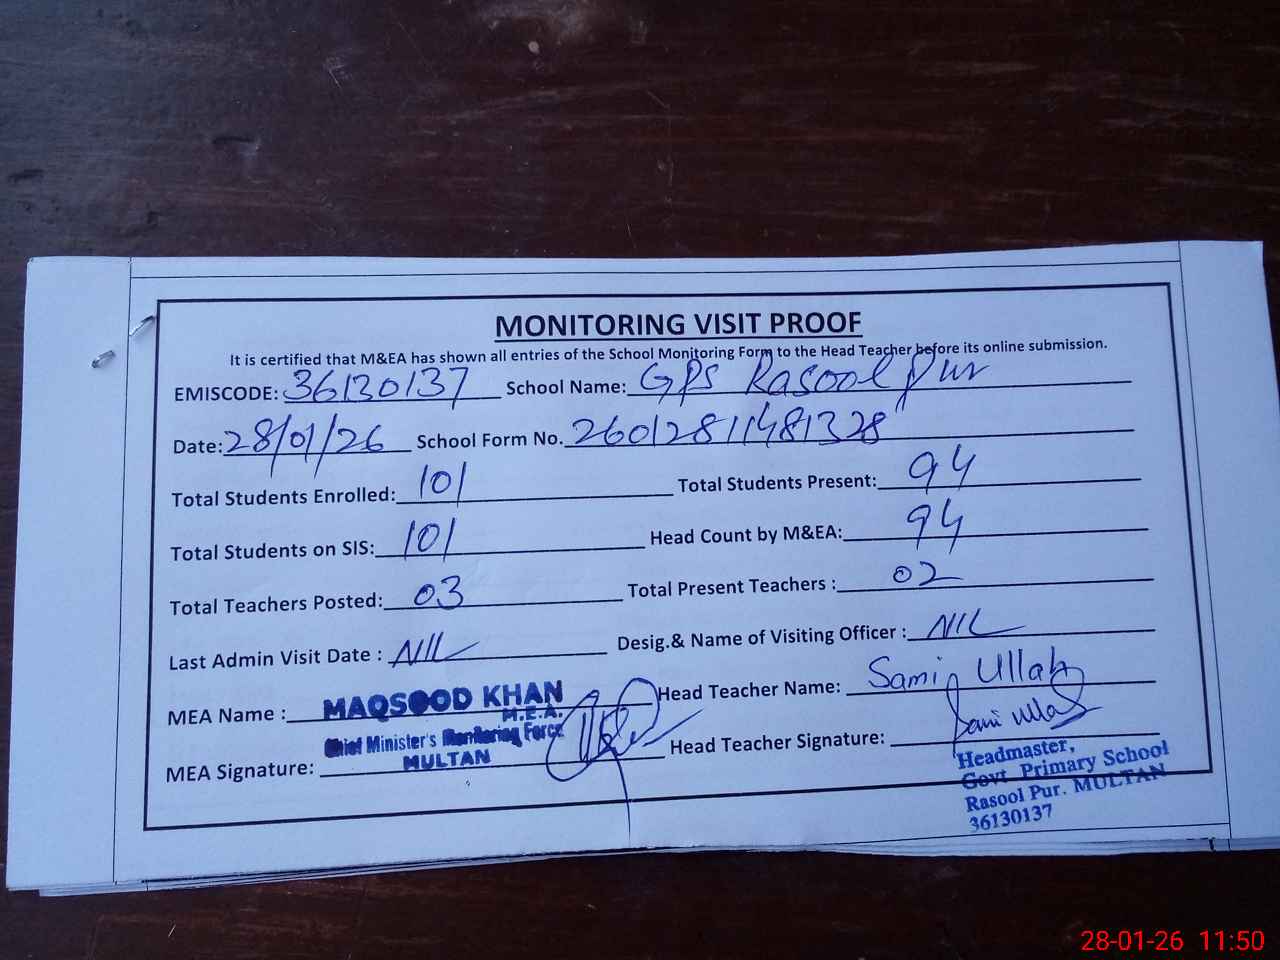 MONITORING VISIT PROOF
It is certified that M&EA has shown all entries of the School Monitoring Form to the Head Teacher before its online submission.
EMISCODE: 36130137 School Name: GPS Rasool Pur
Date: 28/01/26 School Form No. 26012811481328
Total Students Enrolled: 101 Total Students Present: 94
Total Students on SIS: 101 Head Count by M&EA: 94
Total Teachers Posted: 03 Total Present Teachers : 02
Last Admin Visit Date : NIL Desig.& Name of Visiting Officer : NIL
MEA Name : MAQSOOD KHAN Head Teacher Name: Sami Ullah
M.E.A.
Chief Minister's Monitoring Force
MULTAN
MEA Signature: Head Teacher Signature: Sami Ullah
Headmaster,
Govt Primary School
Rasool Pur. MULTAN
36130137
28-01-26 11:50